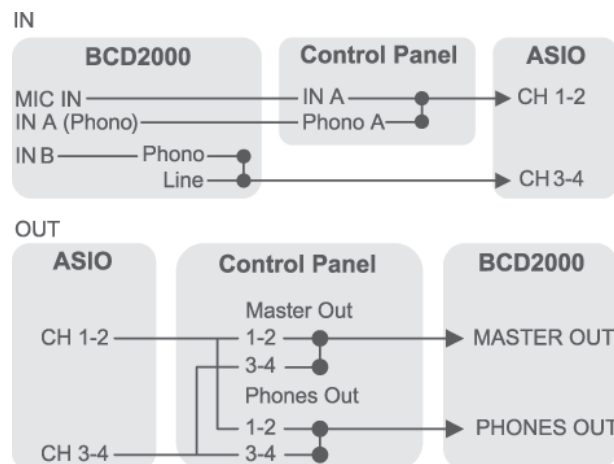 IN
BCD2000 Control Panel ASIO
MIC IN IN A CH 1-2
IN A (Phono) Phono A
IN B Phono
Line CH 3-4
OUT
ASIO Control Panel BCD2000
Master Out
CH 1-2 1-2 MASTER OUT
3-4
Phones Out
1-2 PHONES OUT
CH 3-4 3-4